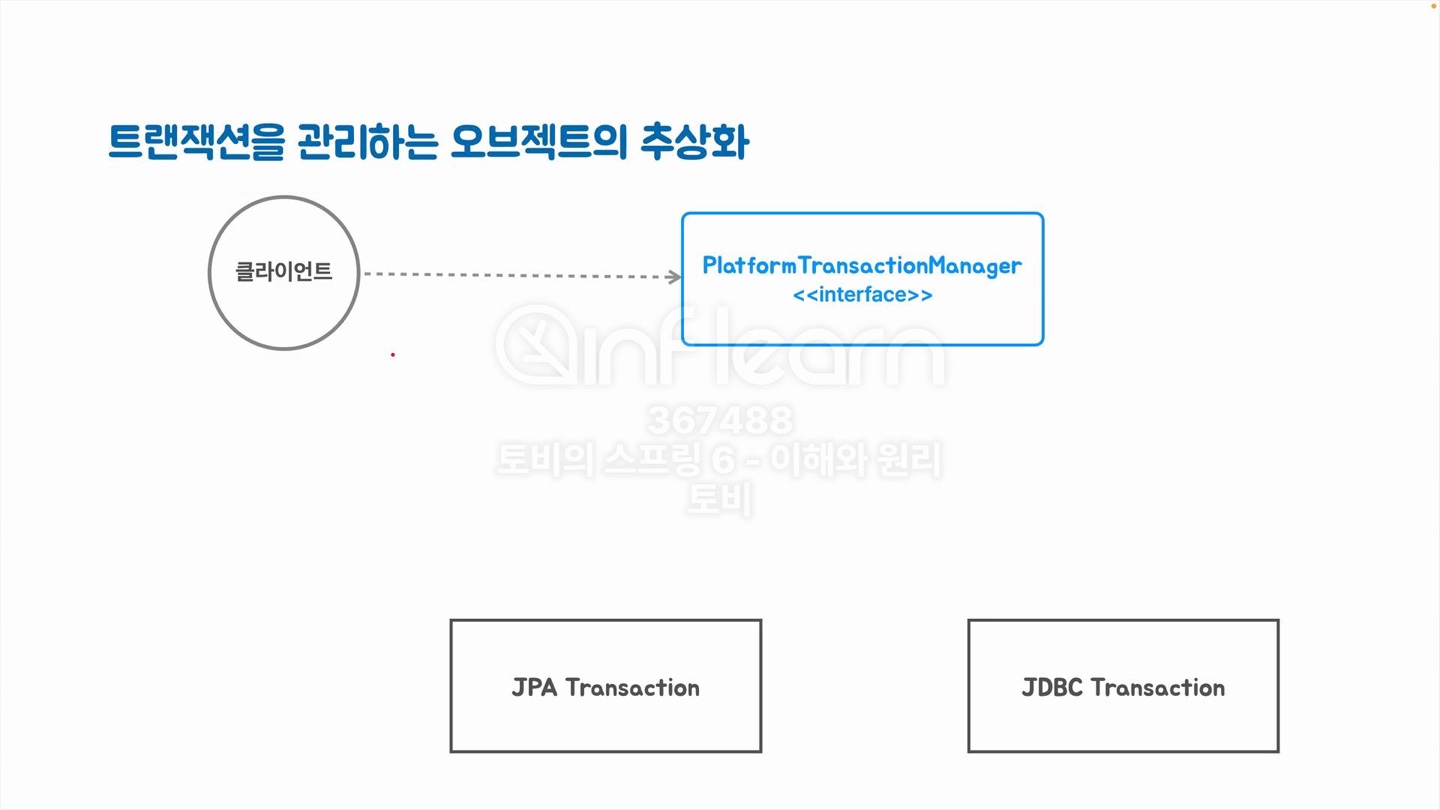 트랜잭션을 관리하는 오브젝트의 추상화
클라이언트
PlatformTransactionManager
<<interface>>
inflearn
367488
토비의 스프링 6 - 이해와 원리
토비
JPA Transaction
JDBC Transaction